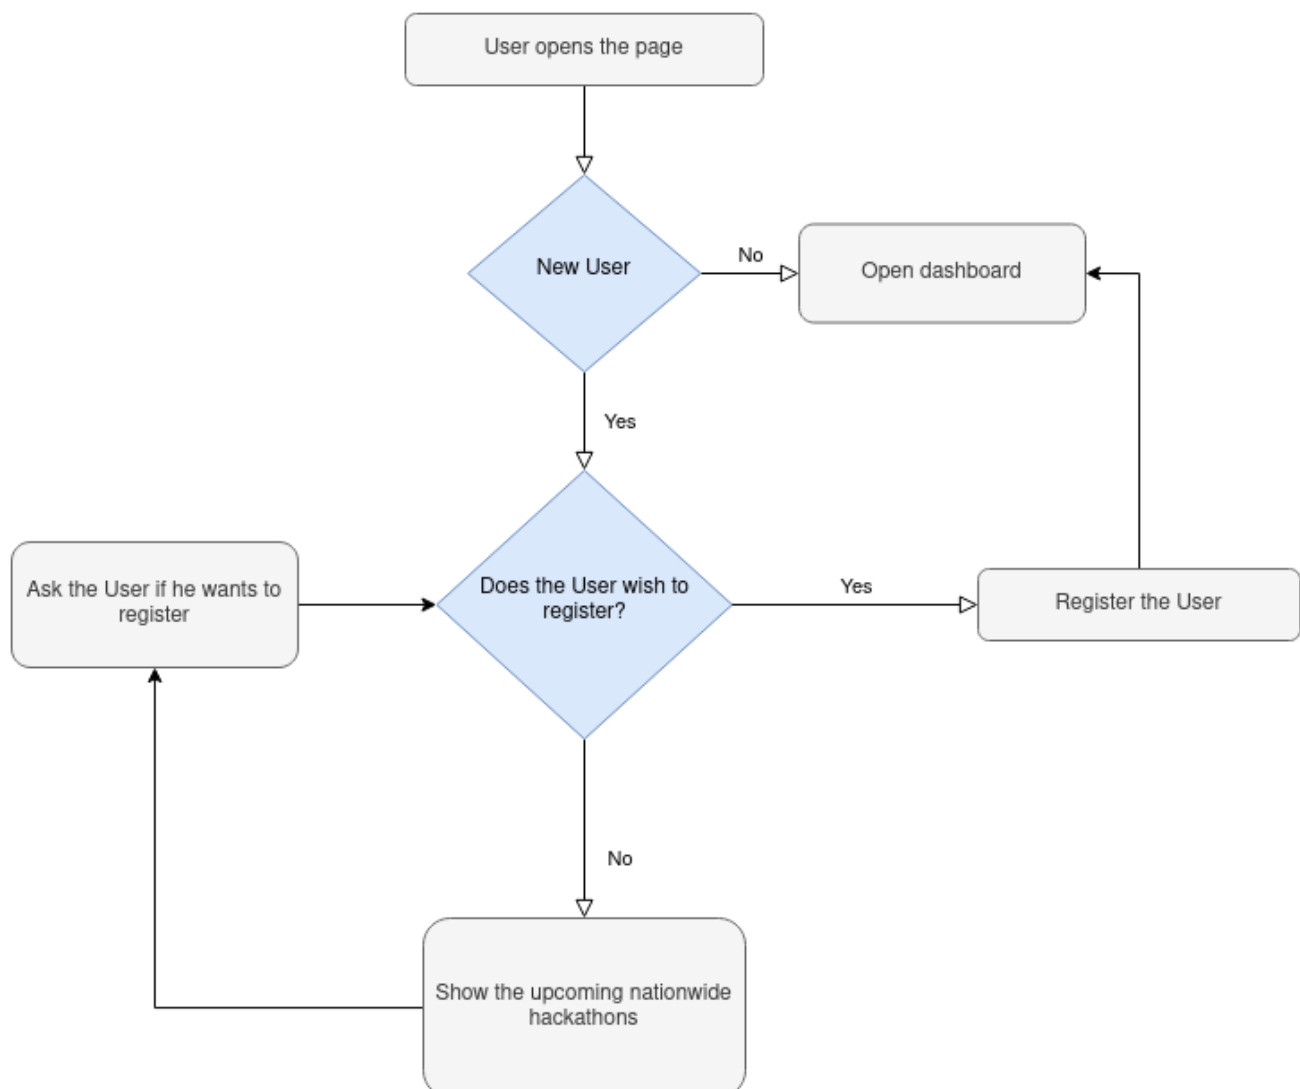 User opens the page
New User
No
Open dashboard
Yes
Ask the User if he wants to
register
Does the User wish to
register?
Yes
Register the User
No
Show the upcoming nationwide
hackathons